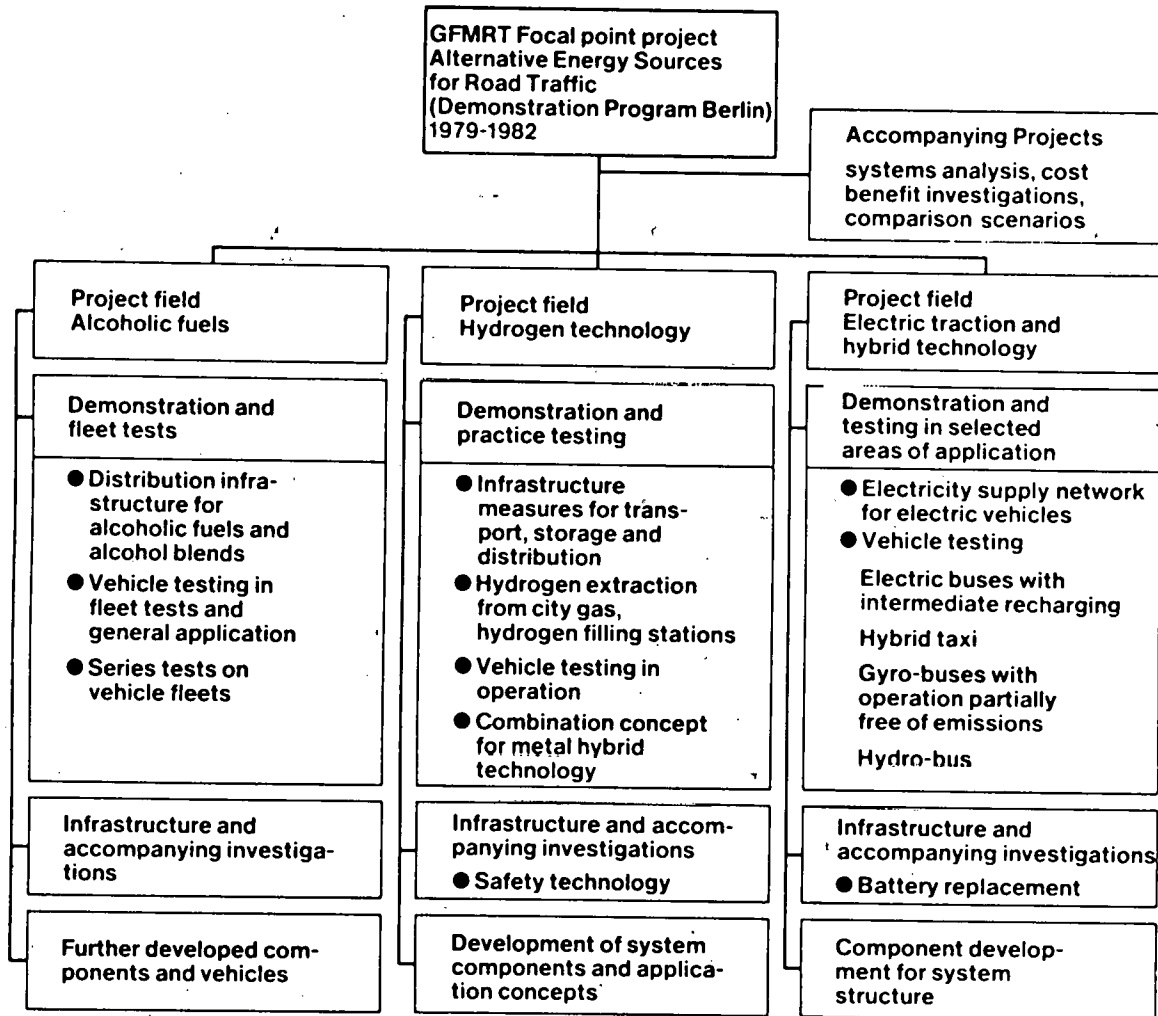 GFMRT Focal point project
Alternative Energy Sources
for Road Traffic
(Demonstration Program Berlin)
1979-1982
Accompanying Projects
systems analysis, cost
benefit investigations,
comparison scenarios
Project field
Alcoholic fuels
Demonstration and
fleet tests
● Distribution infra-
structure for
alcoholic fuels and
alcohol blends
● Vehicle testing in
fleet tests and
general application
● Series tests on
vehicle fleets
Infrastructure and
accompanying investiga-
tions
Further developed com-
ponents and vehicles
Project field
Hydrogen technology
Demonstration and
practice testing
● Infrastructure
measures for trans-
port, storage and
distribution
● Hydrogen extraction
from city gas,
hydrogen filling stations
● Vehicle testing in
operation
● Combination concept
for metal hybrid
technology
Infrastructure and accom-
panying investigations
● Safety technology
Development of system
components and applica-
tion concepts
Project field
Electric traction and
hybrid technology
Demonstration and
testing in selected
areas of application
● Electricity supply network
for electric vehicles
● Vehicle testing
Electric buses with
intermediate recharging
Hybrid taxi
Gyro-buses with
operation partially
free of emissions
Hydro-bus
Infrastructure and
accompanying investigations
● Battery replacement
Component develop-
ment for system
structure